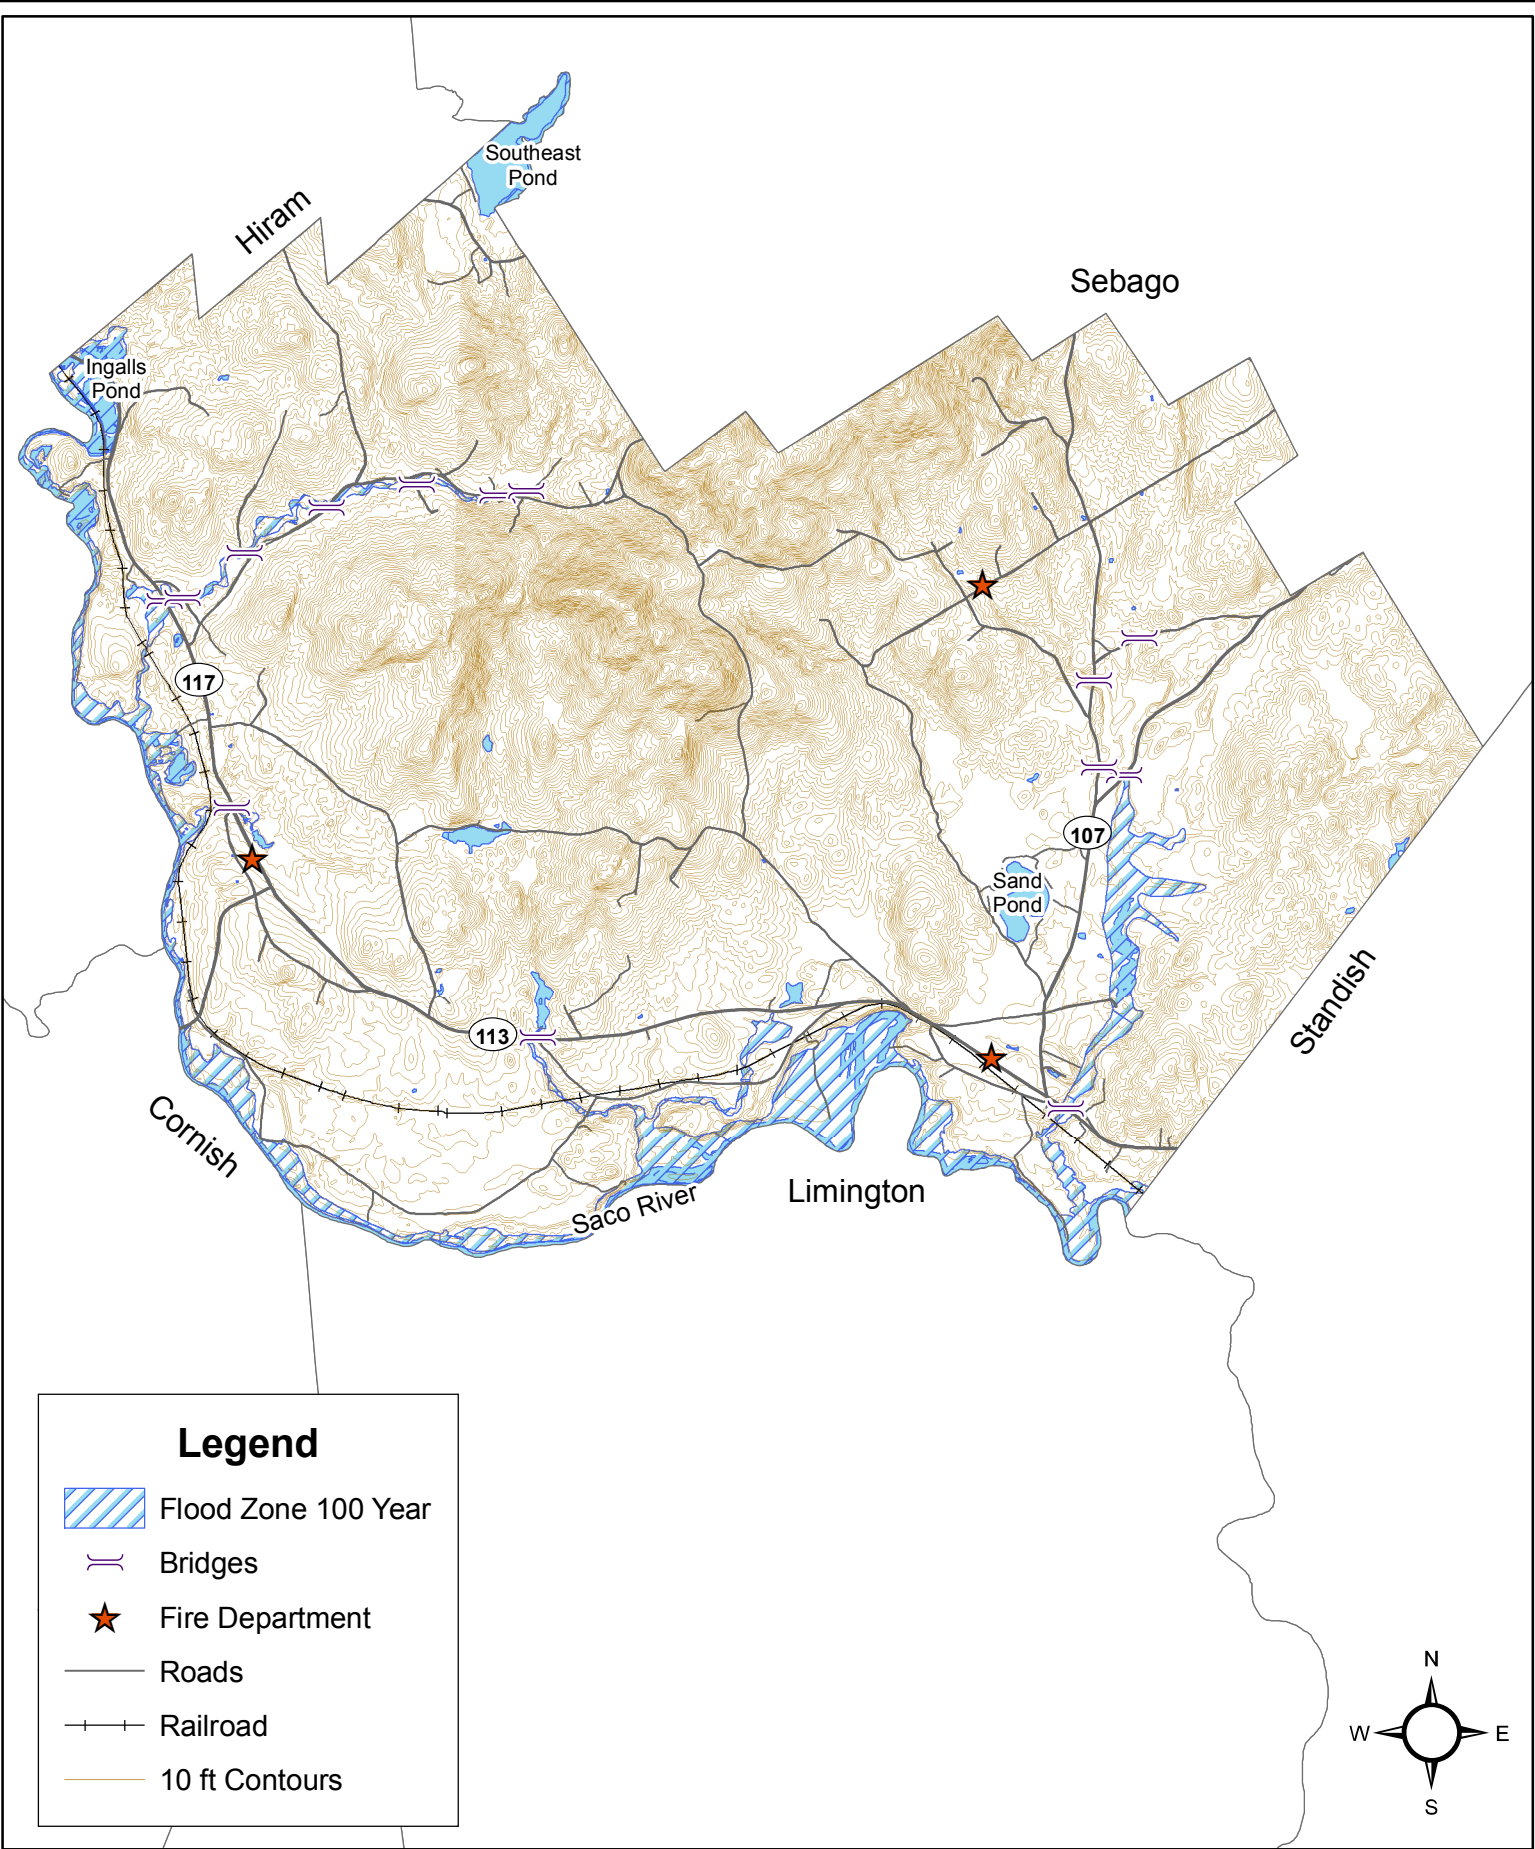 Southeast
Pond
Hiram
Sebago
Ingalls
Pond
117
107
Sand
Pond
Standish
113
Cornish
Limington
Saco River
Legend
Flood Zone 100 Year
Bridges
Fire Department
Roads
Railroad
10 ft Contours
N
W E
S